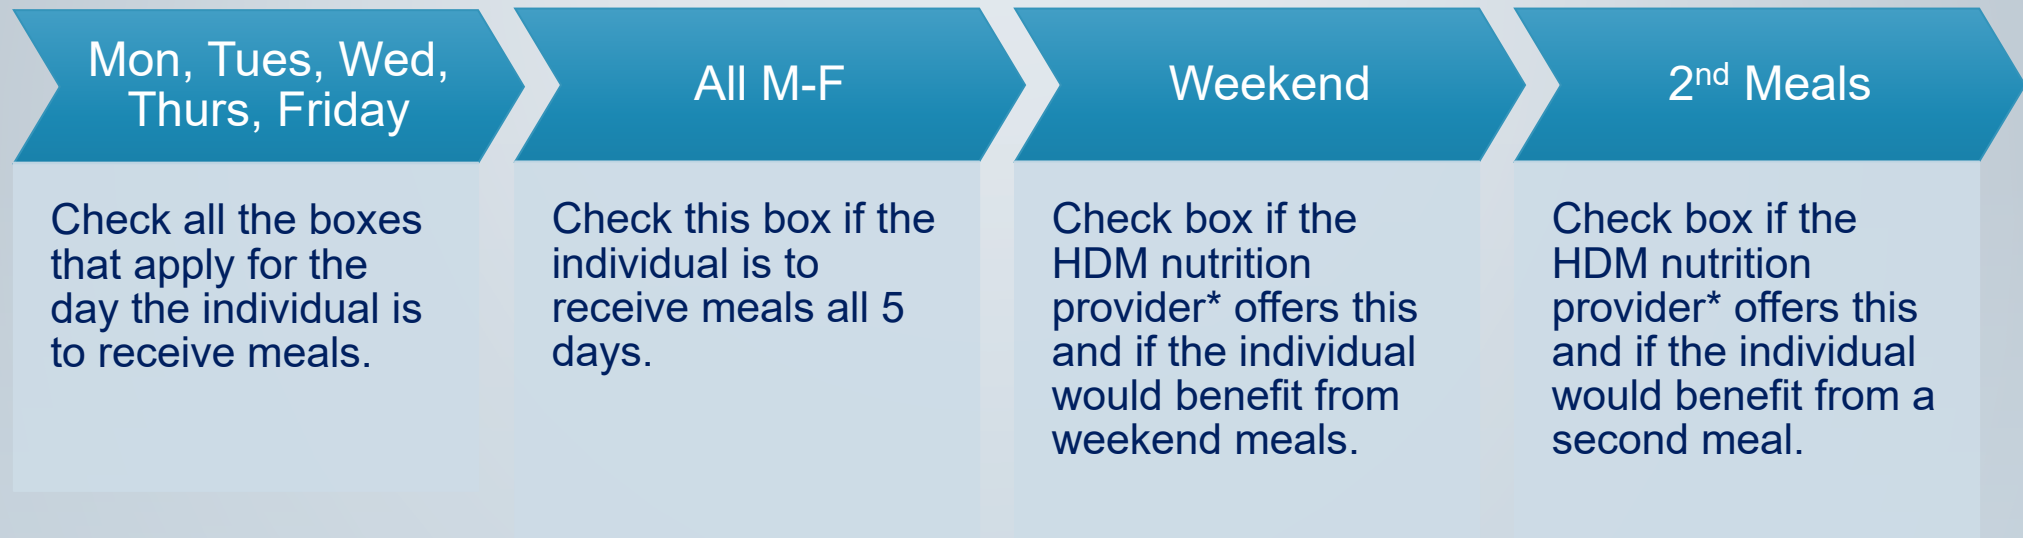 Mon, Tues, Wed,
Thurs, Friday
Check all the boxes
that apply for the
day the individual is
to receive meals.
All M-F
Check this box if the
individual is to
receive meals all 5
days.
Weekend
Check box if the
HDM nutrition
provider* offers this
and if the individual
would benefit from
weekend meals.
2nd Meals
Check box if the
HDM nutrition
provider* offers this
and if the individual
would benefit from a
second meal.